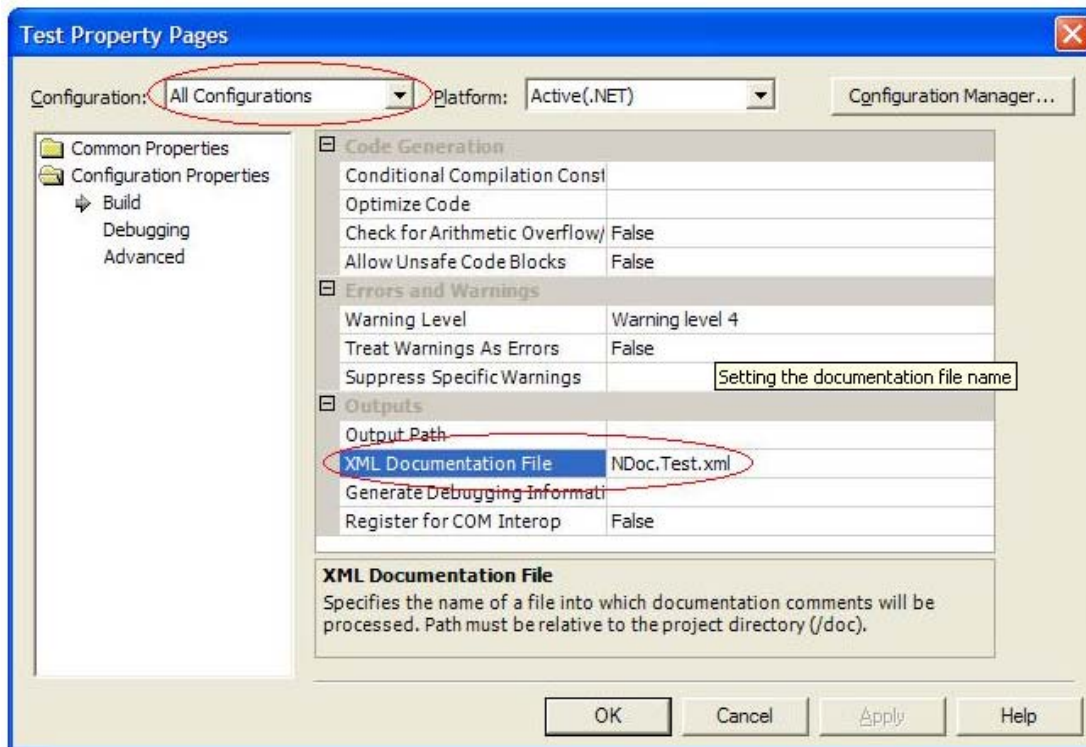 Test Property Pages
Configuration: All Configurations Platform: Active(.NET) Configuration Manager...
Common Properties
Configuration Properties
Build
Debugging
Advanced
Code Generation
Conditional Compilation Const
Optimize Code
Check for Arithmetic Overflow/ False
Allow Unsafe Code Blocks False
Errors and Warnings
Warning Level Warning level 4
Treat Warnings As Errors False
Suppress Specific Warnings
Setting the documentation file name
Outputs
Output Path
XML Documentation File NDoc.Test.xml
Generate Debugging Informati
Register for COM Interop False
XML Documentation File
Specifies the name of a file into which documentation comments will be
processed. Path must be relative to the project directory (/doc).
OK Cancel Apply Help